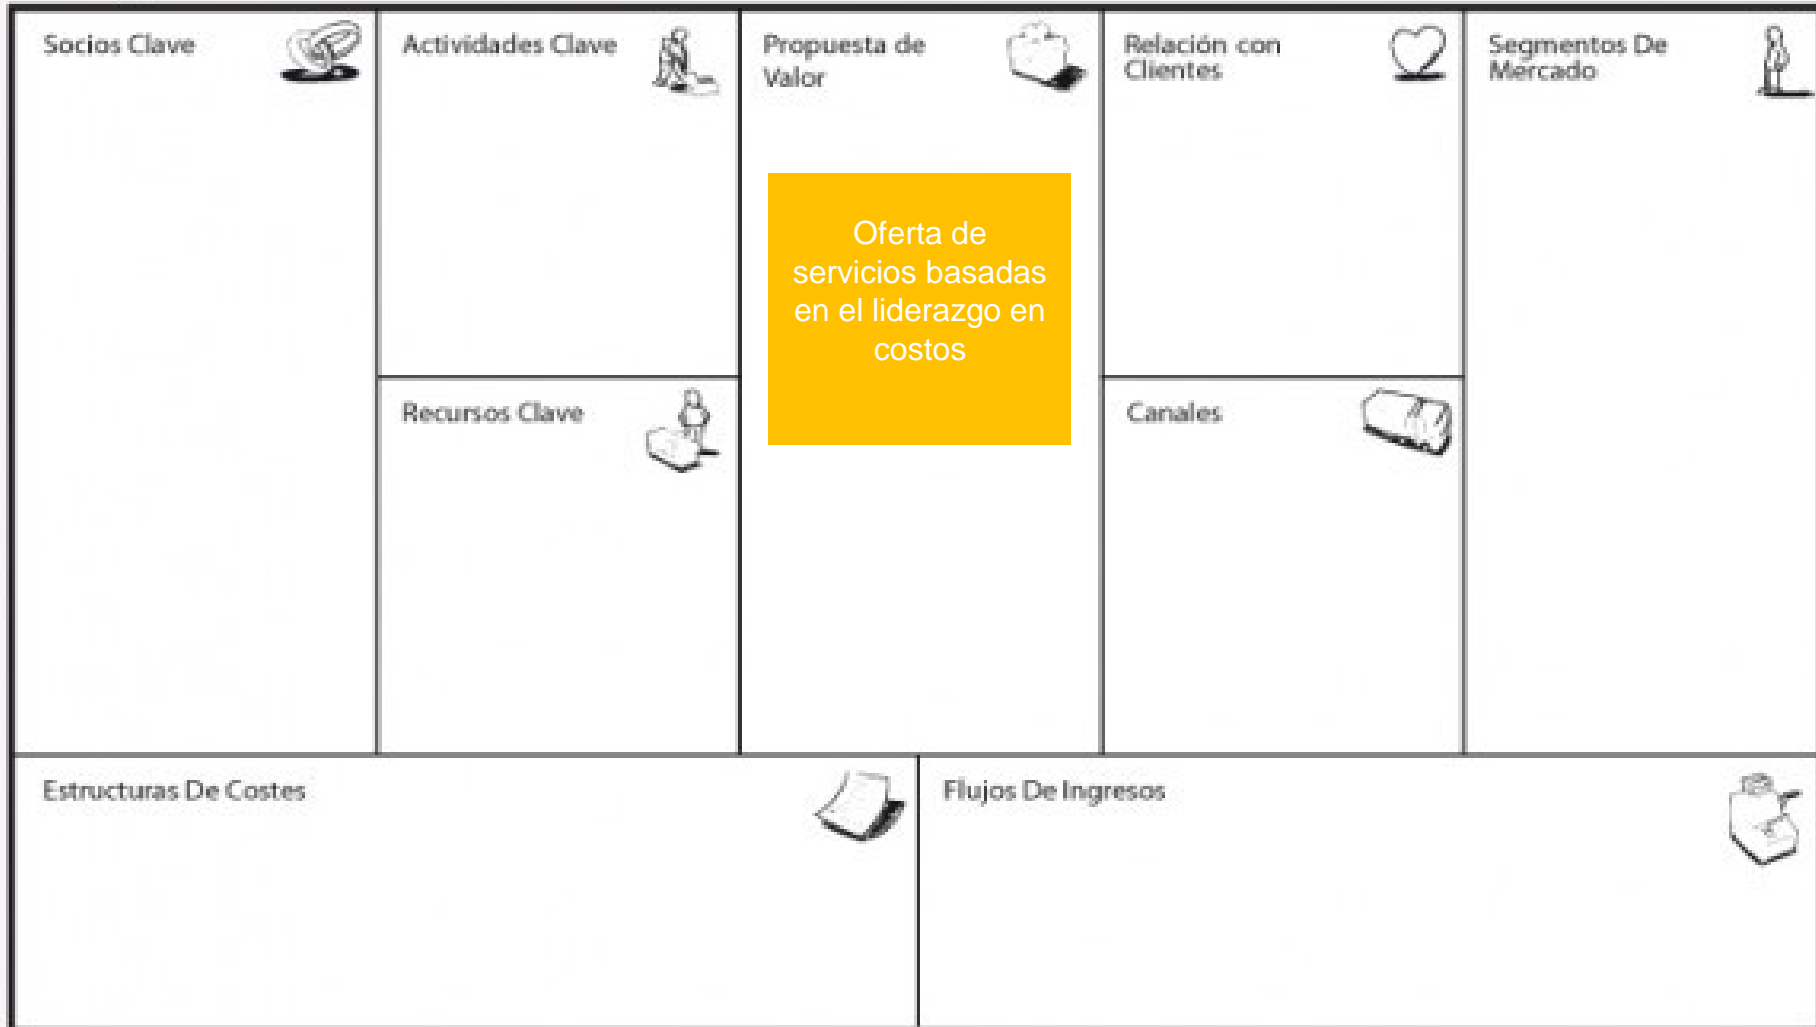 Socios Clave
Actividades Clave
Propuesta de
Valor
Relación con
Clientes
Segmentos De
Mercado
Oferta de
servicios basadas
en el liderazgo en
costos
Recursos Clave
Canales
Estructuras De Costes
Flujos De Ingresos